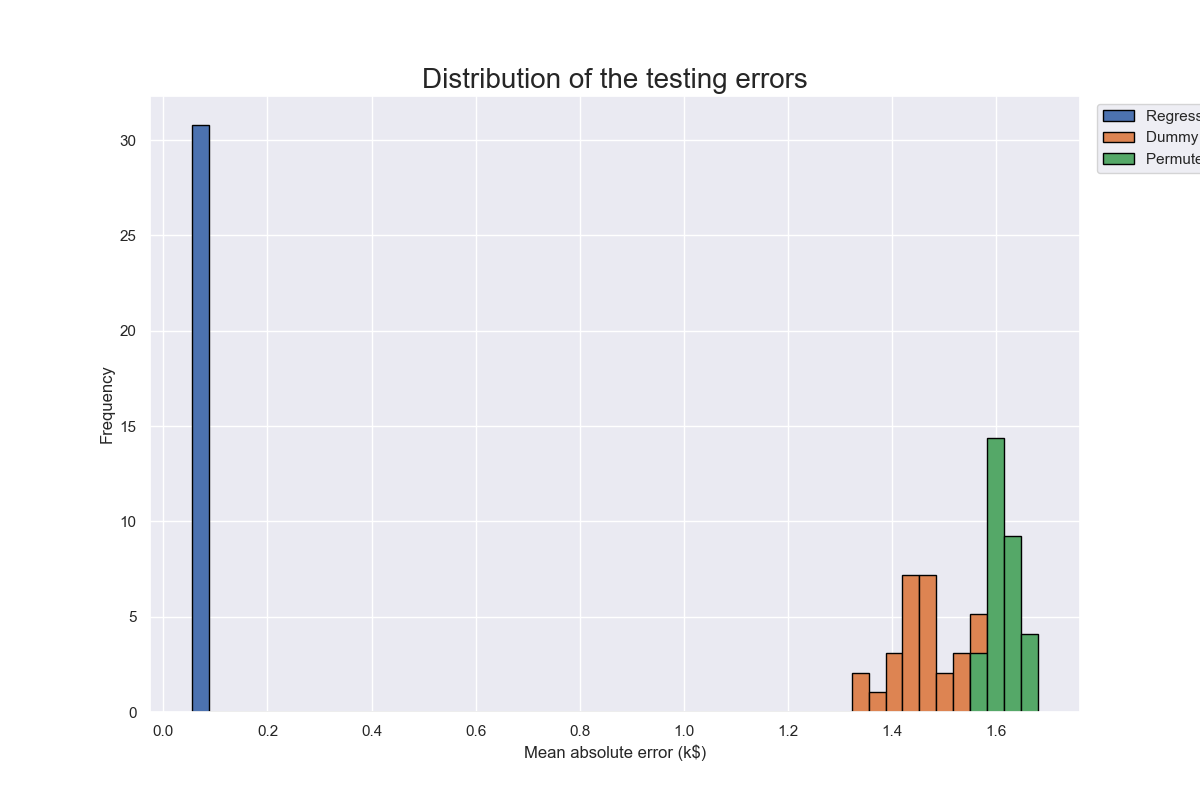 Distribution of the testing errors
Regress
Dummy
Permute
30
25
20
15
10
5
0
Frequency
0.0 0.2 0.4 0.6 0.8 1.0 1.2 1.4 1.6
Mean absolute error (k$)